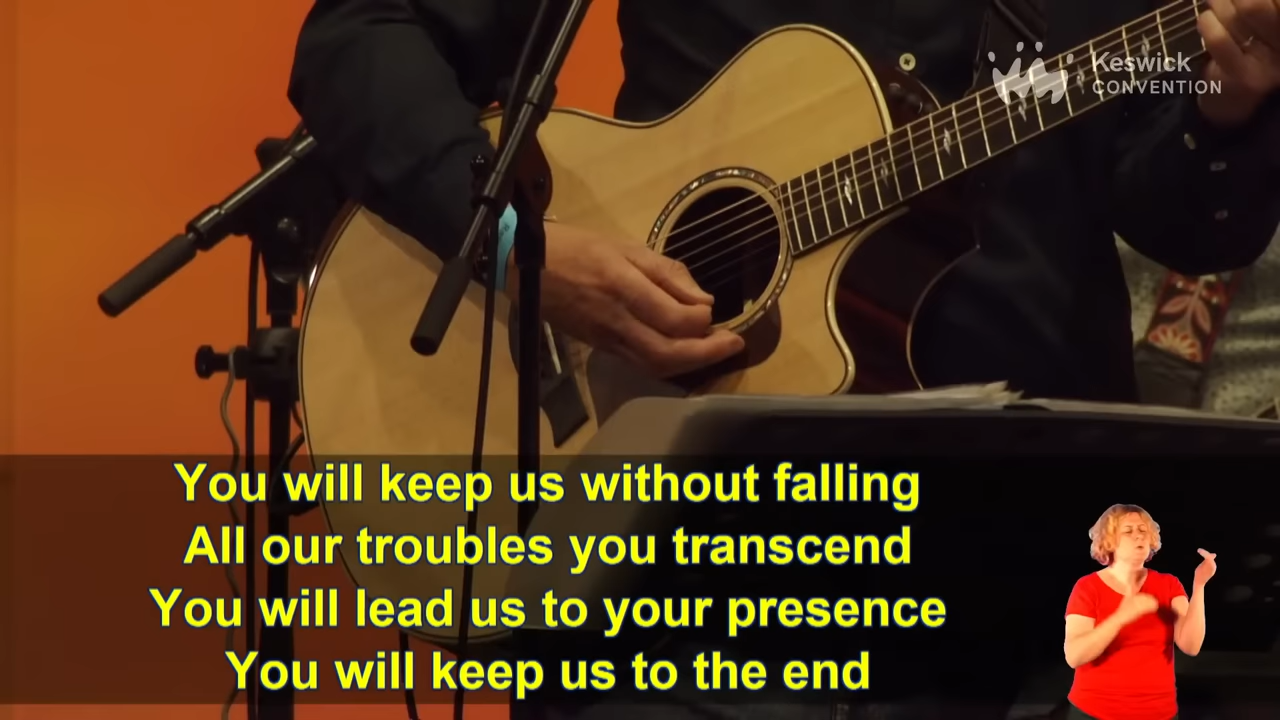 Keswick
CONVENTION
You will keep us without falling
All our troubles you transcend
You will lead us to your presence
You will keep us to the end